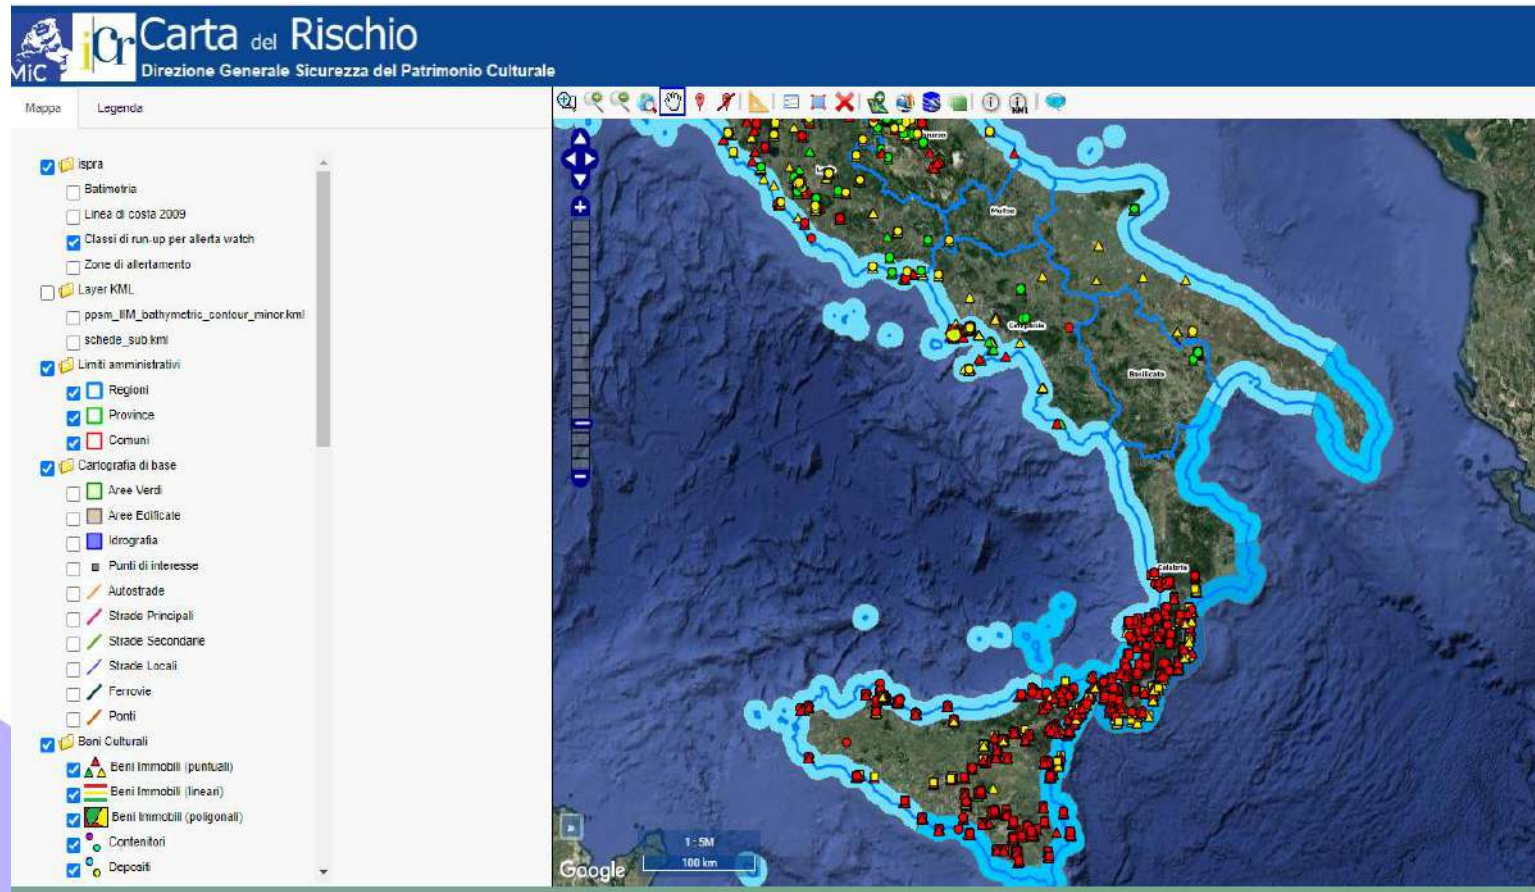 MiC
iCr
Carta del Rischio
Direzione Generale Sicurezza del Patrimonio Culturale
Mappa
Legenda
ispra
Batimetria
Linea di costa 2009
Classi di run-up per allerta watch
Zone di allertamento
Layer KML
ppsm_IIM_bathymetric_contour_minor.kml
schede_sub.kml
Limiti amministrativi
Regioni
Province
Comuni
Cartografia di base
Aree Verdi
Aree Edificate
Idrografia
Punti di interesse
Autostrade
Strade Principali
Strade Secondarie
Strade Locali
Ferrovie
Ponti
Beni Culturali
Beni Immobili (puntuali)
Beni Immobili (lineari)
Beni Immobili (poligonali)
Contenitori
Depositi
KML
Molise
Campania
Basilicata
Calabria
»
1 : 5M
100 km
Google